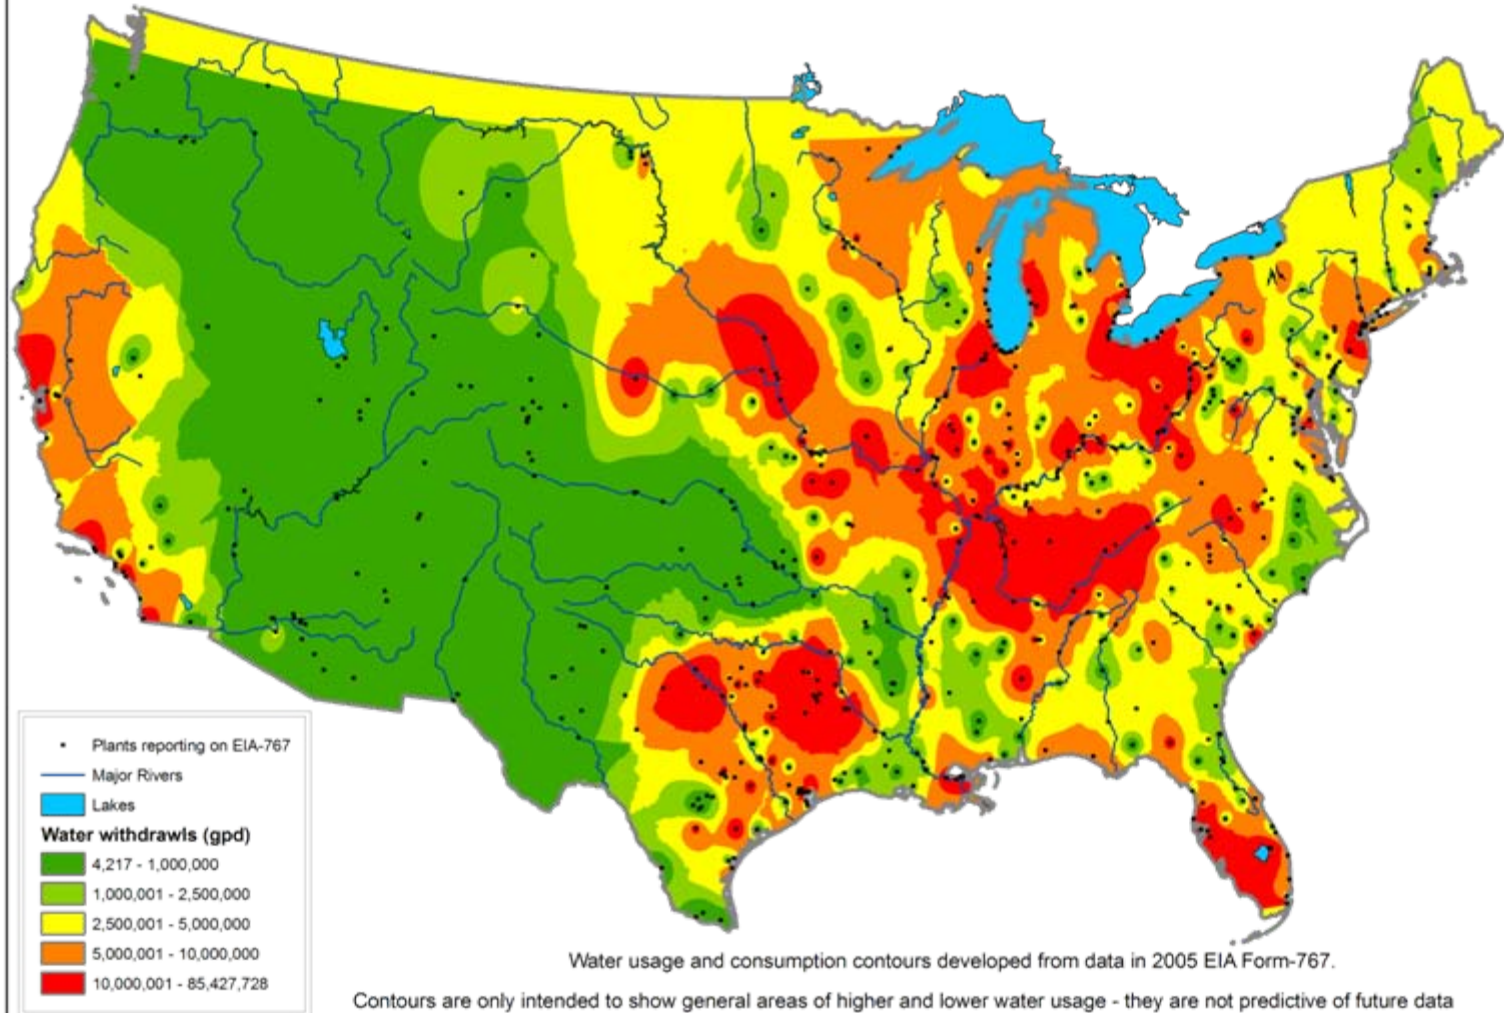 Plants reporting on EIA-767
Major Rivers
Lakes
Water withdrawls (gpd)
4,217 - 1,000,000
1,000,001 - 2,500,000
2,500,001 - 5,000,000
5,000,001 - 10,000,000
10,000,001 - 85,427,728
Water usage and consumption contours developed from data in 2005 EIA Form-767.
Contours are only intended to show general areas of higher and lower water usage - they are not predictive of future data